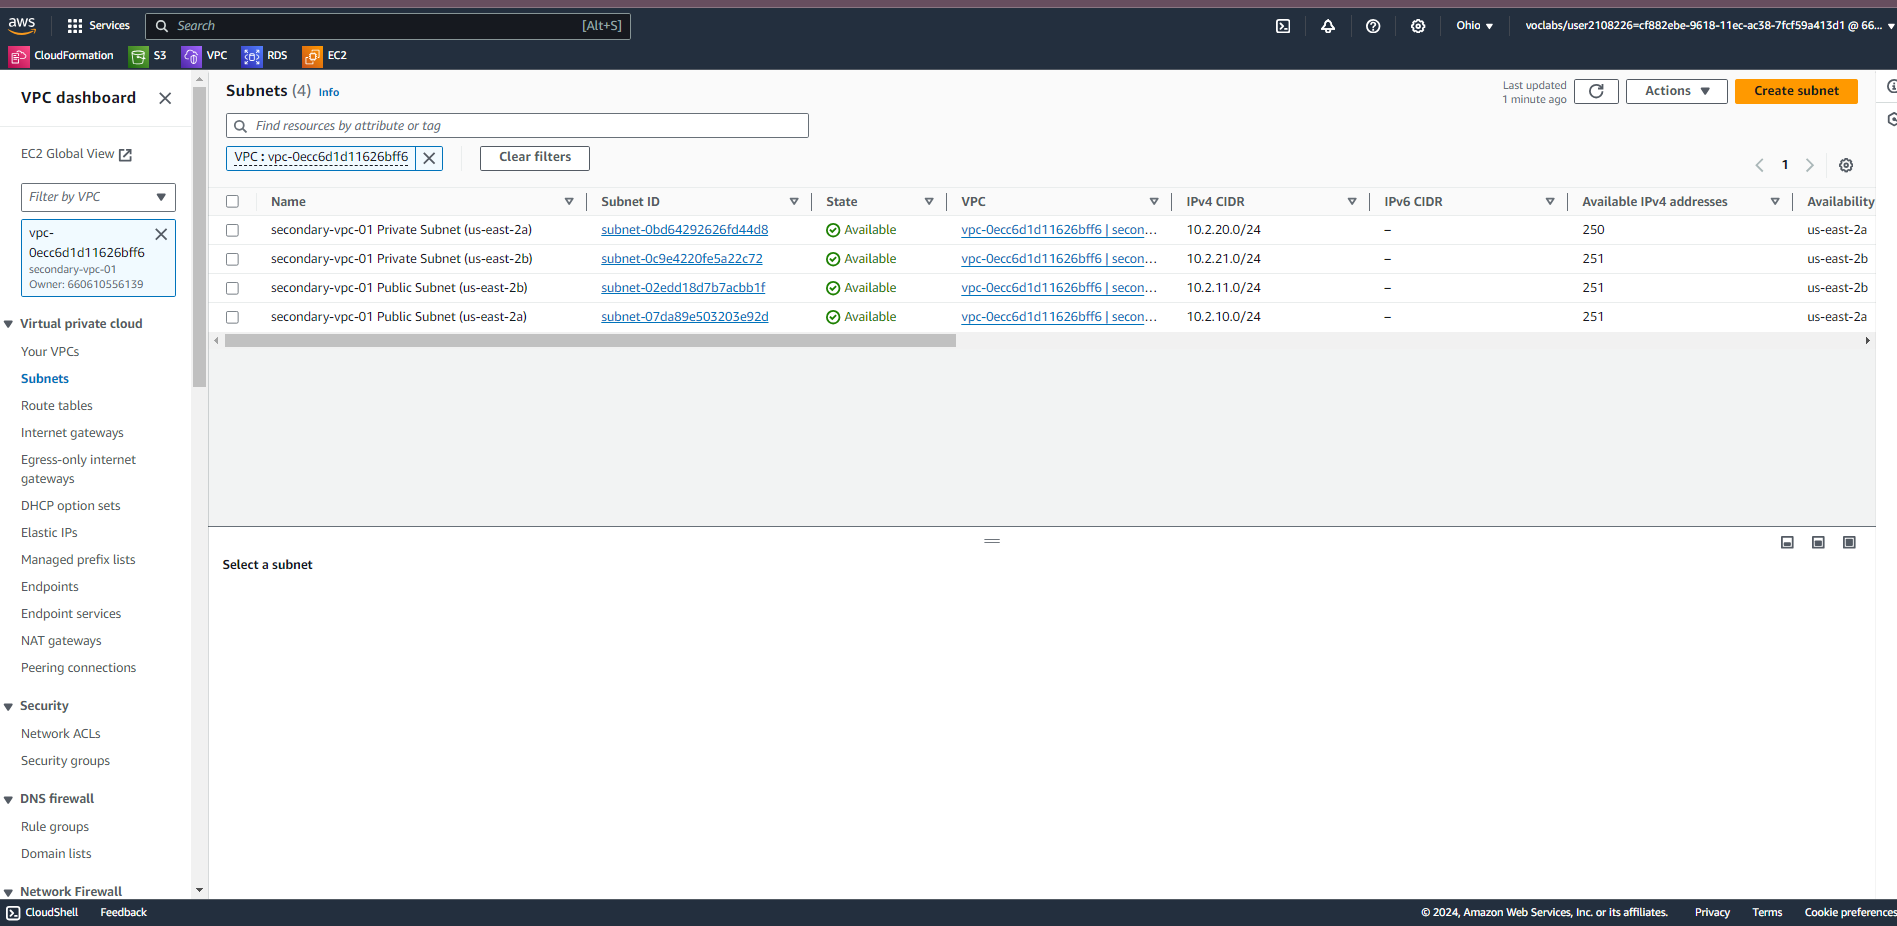 aws
Services
Search [Alt+S]
Ohio
voclabs/user2108226=cf882ebe-9618-11ec-ac38-7fcf59a413d1 @ 66...
CloudFormation S3 VPC RDS EC2
VPC dashboard
EC2 Global View
Filter by VPC
vpc-
0ecc6d1d11626bff6
secondary-vpc-01
Owner: 660610556139
Virtual private cloud
Your VPCs
Subnets
Route tables
Internet gateways
Egress-only internet
gateways
DHCP option sets
Elastic IPs
Managed prefix lists
Endpoints
Endpoint services
NAT gateways
Peering connections
Security
Network ACLs
Security groups
DNS firewall
Rule groups
Domain lists
Network Firewall
Subnets (4) Info
Last updated
1 minute ago
Actions
Create subnet
Find resources by attribute or tag
VPC : vpc-0ecc6d1d11626bff6
Clear filters
1
Name Subnet ID State VPC IPv4 CIDR IPv6 CIDR Available IPv4 addresses Availability
secondary-vpc-01 Private Subnet (us-east-2a) subnet-0bd64292626fd44d8 Available vpc-0ecc6d1d11626bff6 | secon... 10.2.20.0/24 – 250 us-east-2a
secondary-vpc-01 Private Subnet (us-east-2b) subnet-0c9e4220fe5a22c72 Available vpc-0ecc6d1d11626bff6 | secon... 10.2.21.0/24 – 251 us-east-2b
secondary-vpc-01 Public Subnet (us-east-2b) subnet-02edd18d7b7acbb1f Available vpc-0ecc6d1d11626bff6 | secon... 10.2.11.0/24 – 251 us-east-2b
secondary-vpc-01 Public Subnet (us-east-2a) subnet-07da89e503203e92d Available vpc-0ecc6d1d11626bff6 | secon... 10.2.10.0/24 – 251 us-east-2a
Select a subnet
CloudShell Feedback
© 2024, Amazon Web Services, Inc. or its affiliates. Privacy Terms Cookie preferences